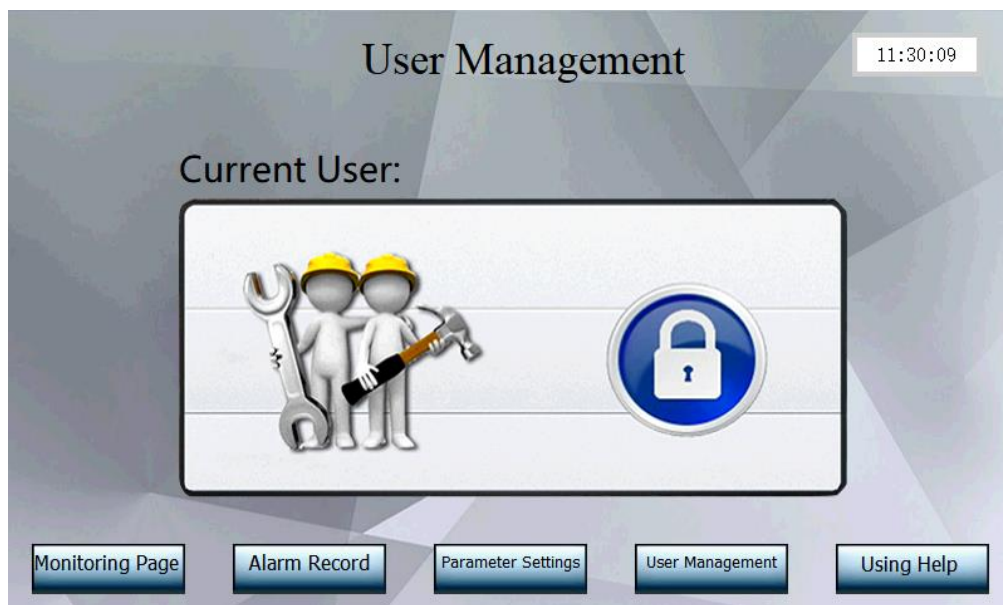 User Management
11:30:09
Current User:
Monitoring Page
Alarm Record
Parameter Settings
User Management
Using Help